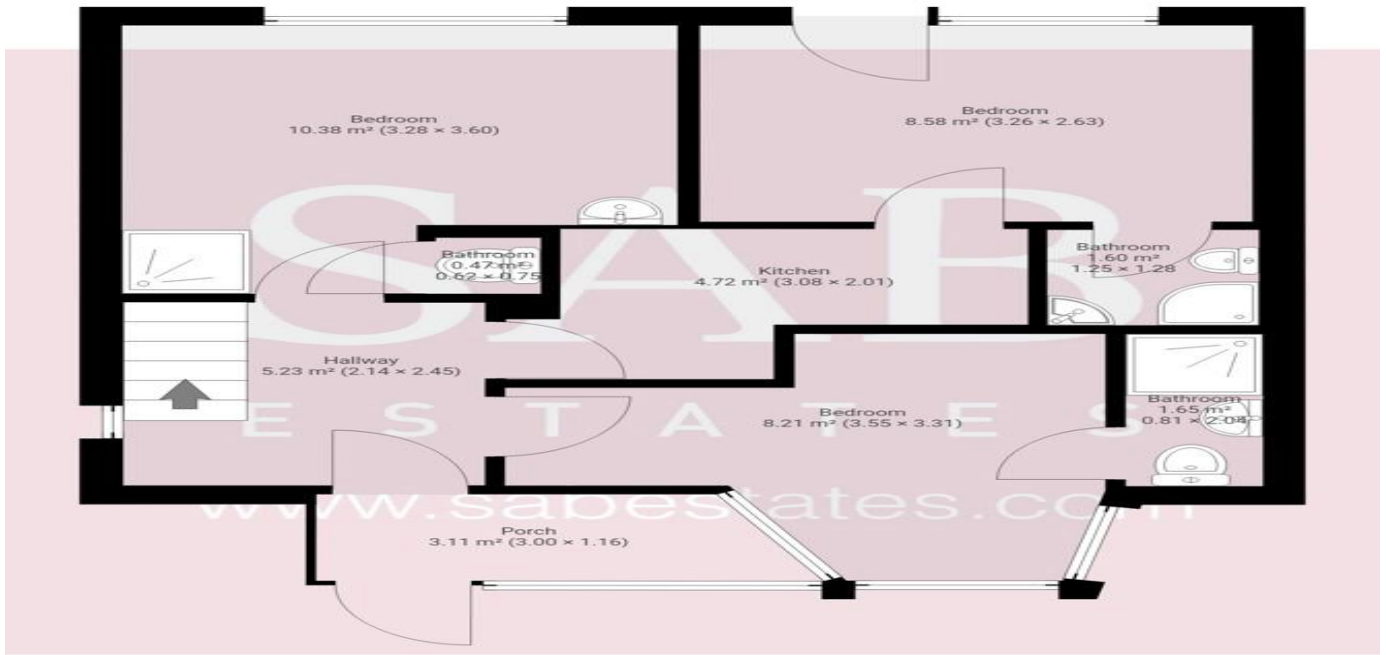 Bedroom
10.38 m² (3.28 × 3.60)
Bedroom
8.58 m² (3.26 × 2.63)
Bathroom
0.47 m²
0.62 × 0.75
Kitchen
4.72 m² (3.08 × 2.01)
Bathroom
1.60 m²
1.25 × 1.28
Hallway
5.23 m² (2.14 × 2.45)
Bedroom
8.21 m² (3.55 × 3.31)
Bathroom
1.65 m²
0.81 × 2.04
Porch
3.11 m² (3.00 × 1.16)
SAB
ESTATES
www.sabestates.com